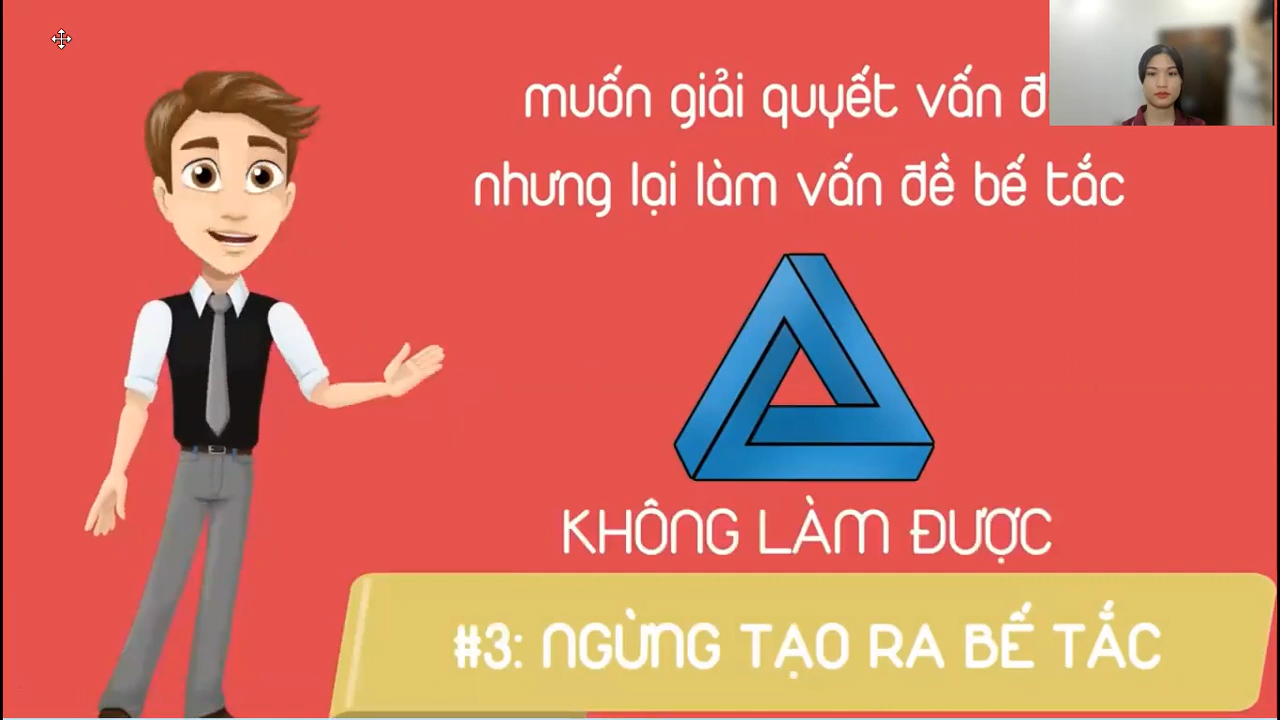 muốn giải quyết vấn đ
nhưng lại làm vấn đề bế tắc
KHÔNG LÀM ĐƯỢC
#3: NGỪNG TẠO RA BẾ TẮC